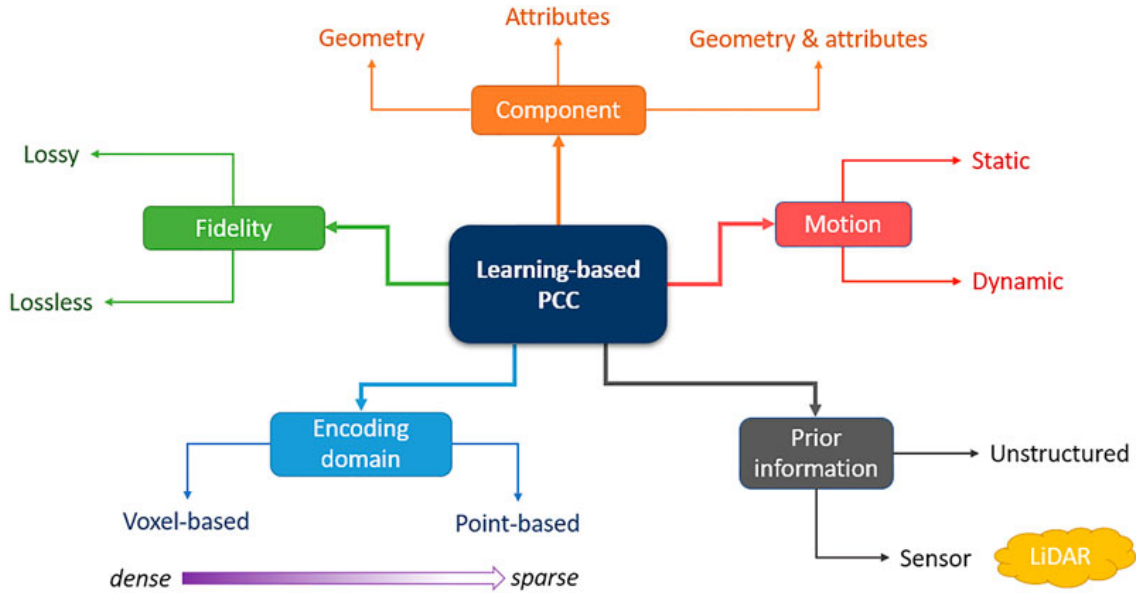 Attributes
Geometry
Geometry & attributes
Component
Lossy
Static
Fidelity
Motion
Learning-based
PCC
Lossless
Dynamic
Encoding
domain
Prior
information
Unstructured
Voxel-based
Point-based
Sensor
LiDAR
dense
sparse